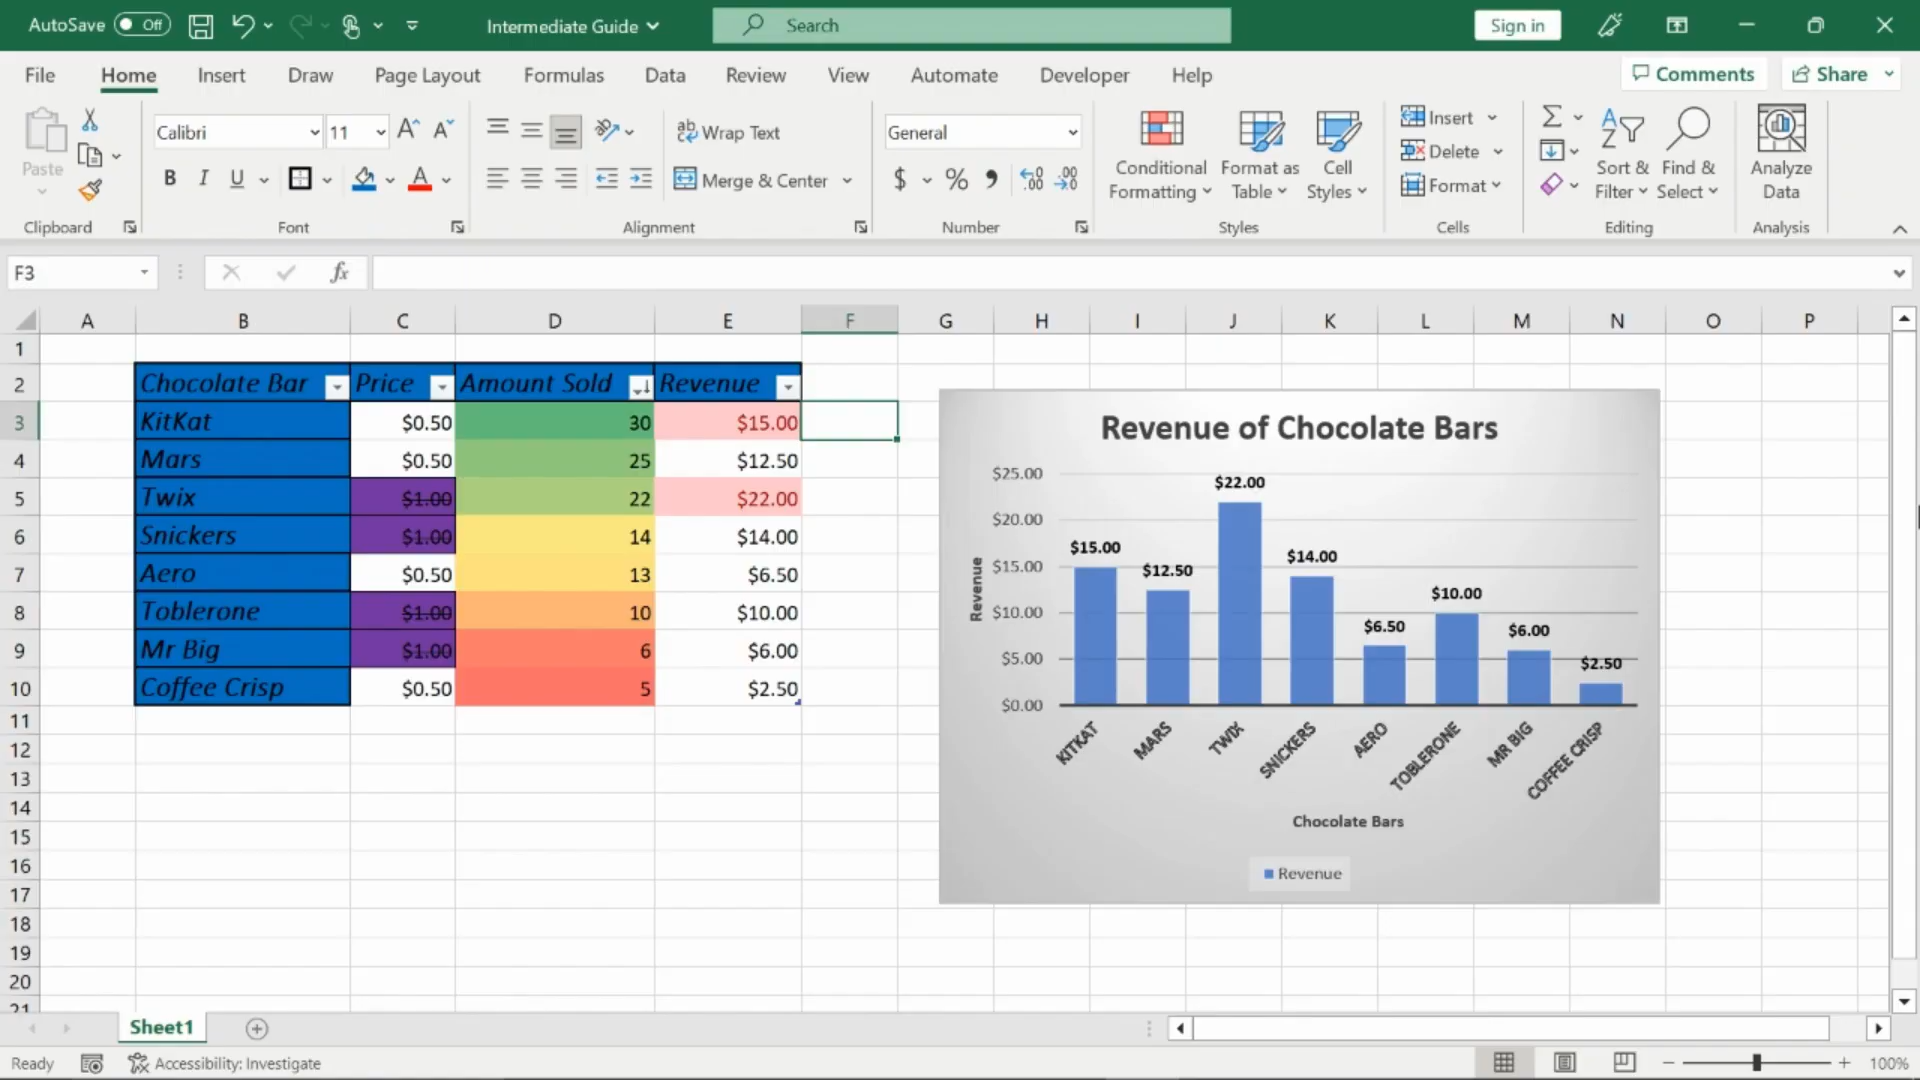 AutoSave Off Intermediate Guide Search Sign in
File Home Insert Draw Page Layout Formulas Data Review View Automate Developer Help Comments Share
Paste Calibri 11 A^ Aˇ ab Wrap Text General Conditional Formatting Format as Table Cell Styles Insert Σ Sort & Filter Find & Select Analyze Data
B I U A Merge & Center $ % Delete
Format
Clipboard Font Alignment Number Styles Cells Editing Analysis
F3 fx
A B C D E F G H I J K L M N O P
1
2 Chocolate Bar Price Amount Sold Revenue
3 KitKat $0.50 30 $15.00
4 Mars $0.50 25 $12.50
5 Twix $1.00 22 $22.00
6 Snickers $1.00 14 $14.00
7 Aero $0.50 13 $6.50
8 Toblerone $1.00 10 $10.00
9 Mr Big $1.00 6 $6.00
10 Coffee Crisp $0.50 5 $2.50
11
12
13
14
15
16
17
18
19
20
21
Revenue of Chocolate Bars
$25.00
$20.00
$15.00
$10.00
$5.00
$0.00
Revenue
$15.00 $12.50 $22.00 $14.00 $6.50 $10.00 $6.00 $2.50
KITKAT MARS TWIX SNICKERS AERO TOBLERONE MR BIG COFFEE CRISP
Chocolate Bars
Revenue
Sheet1
Ready Accessibility: Investigate 100%